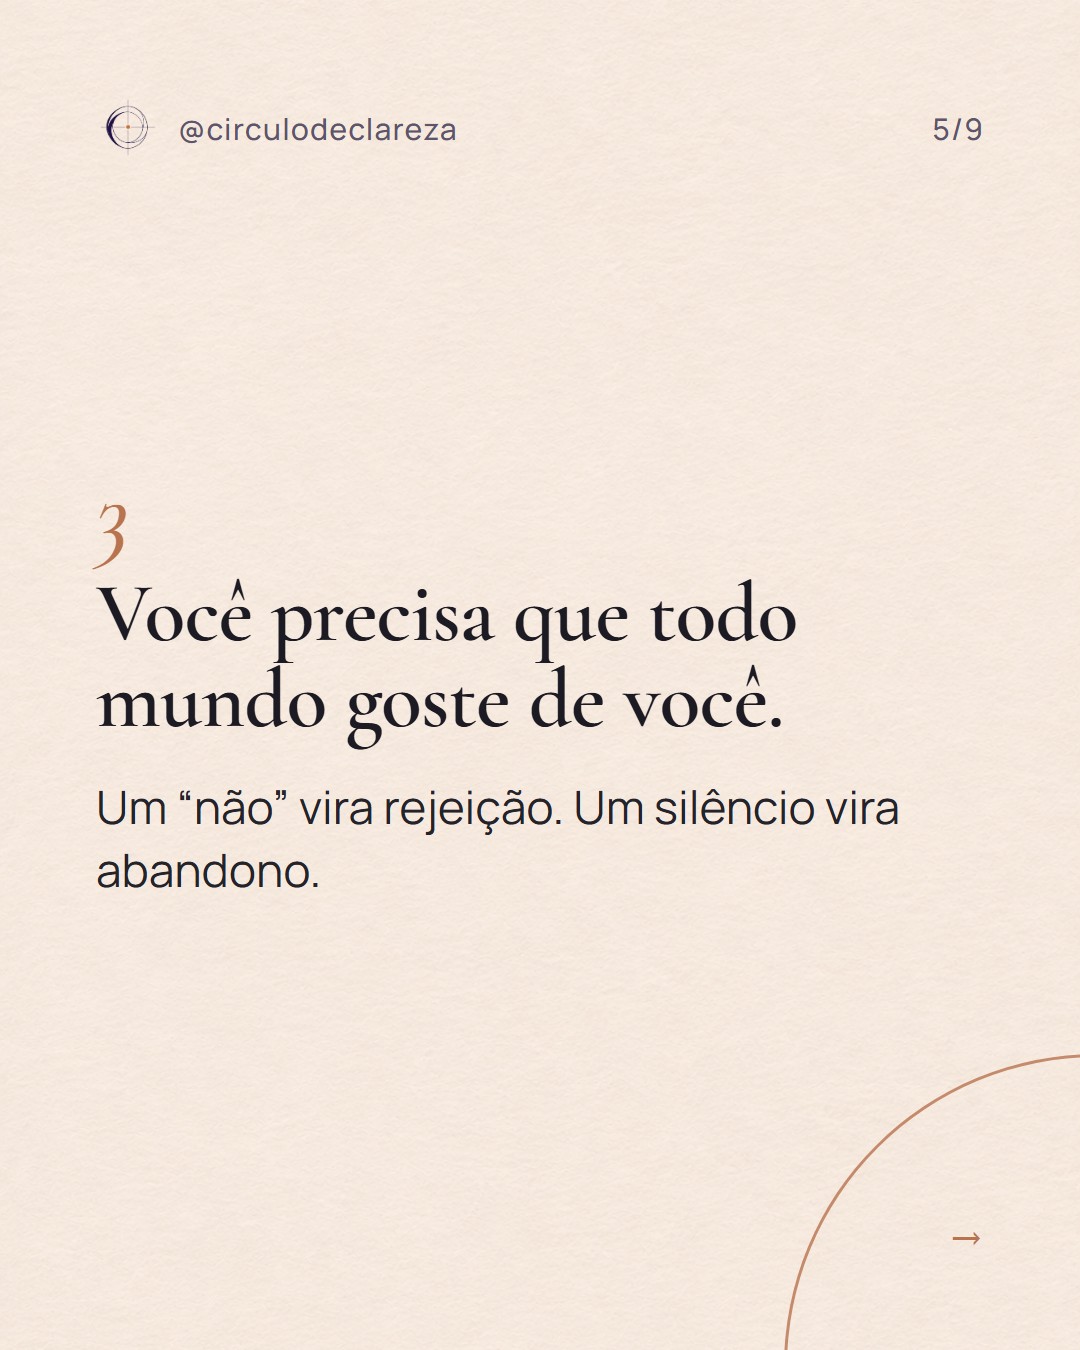 @circulodeclareza
5/9
3
Você precisa que todo
mundo goste de você.
Um “não” vira rejeição. Um silêncio vira
abandono.
→